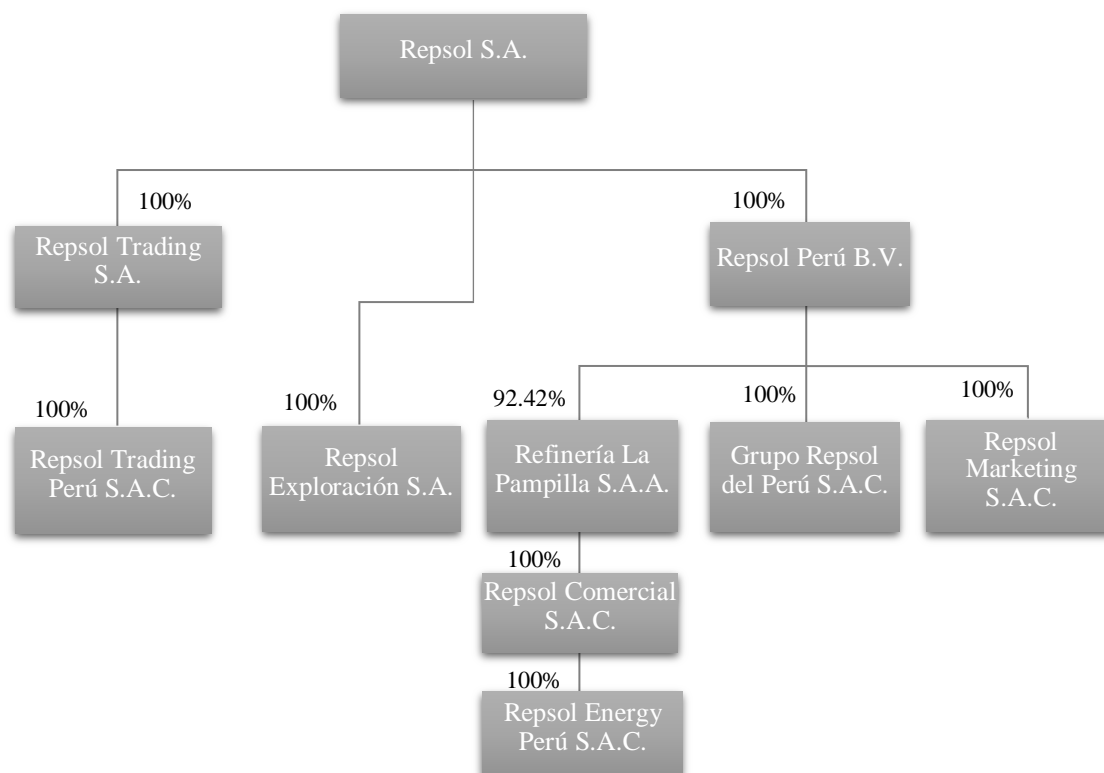 Repsol S.A.
100%
100%
Repsol Trading
S.A.
Repsol Perú B.V.
100%
100%
92.42%
100%
100%
Repsol Trading
Perú S.A.C.
Repsol
Exploración S.A.
Refinería La
Pampilla S.A.A.
Grupo Repsol
del Perú S.A.C.
Repsol
Marketing
S.A.C.
100%
Repsol Comercial
S.A.C.
100%
Repsol Energy
Perú S.A.C.